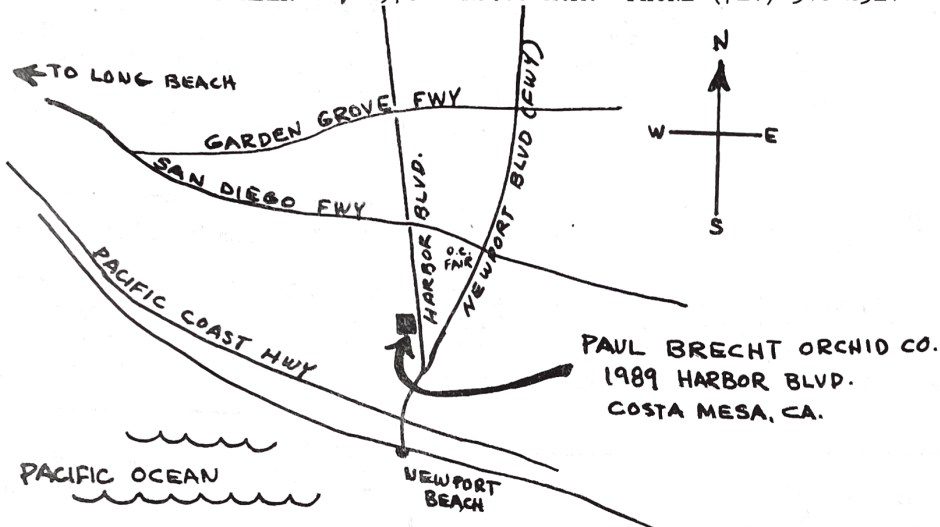 N
← TO LONG BEACH
GARDEN GROVE FWY
W E
SAN DIEGO FWY
HARBOR BLVD.
NEWPORT BLVD (FWY)
S
O.C.
FAIR
PACIFIC COAST HWY
PAUL BRECHT ORCHID CO.
1989 HARBOR BLVD.
COSTA MESA, CA.
PACIFIC OCEAN
NEWPORT
BEACH